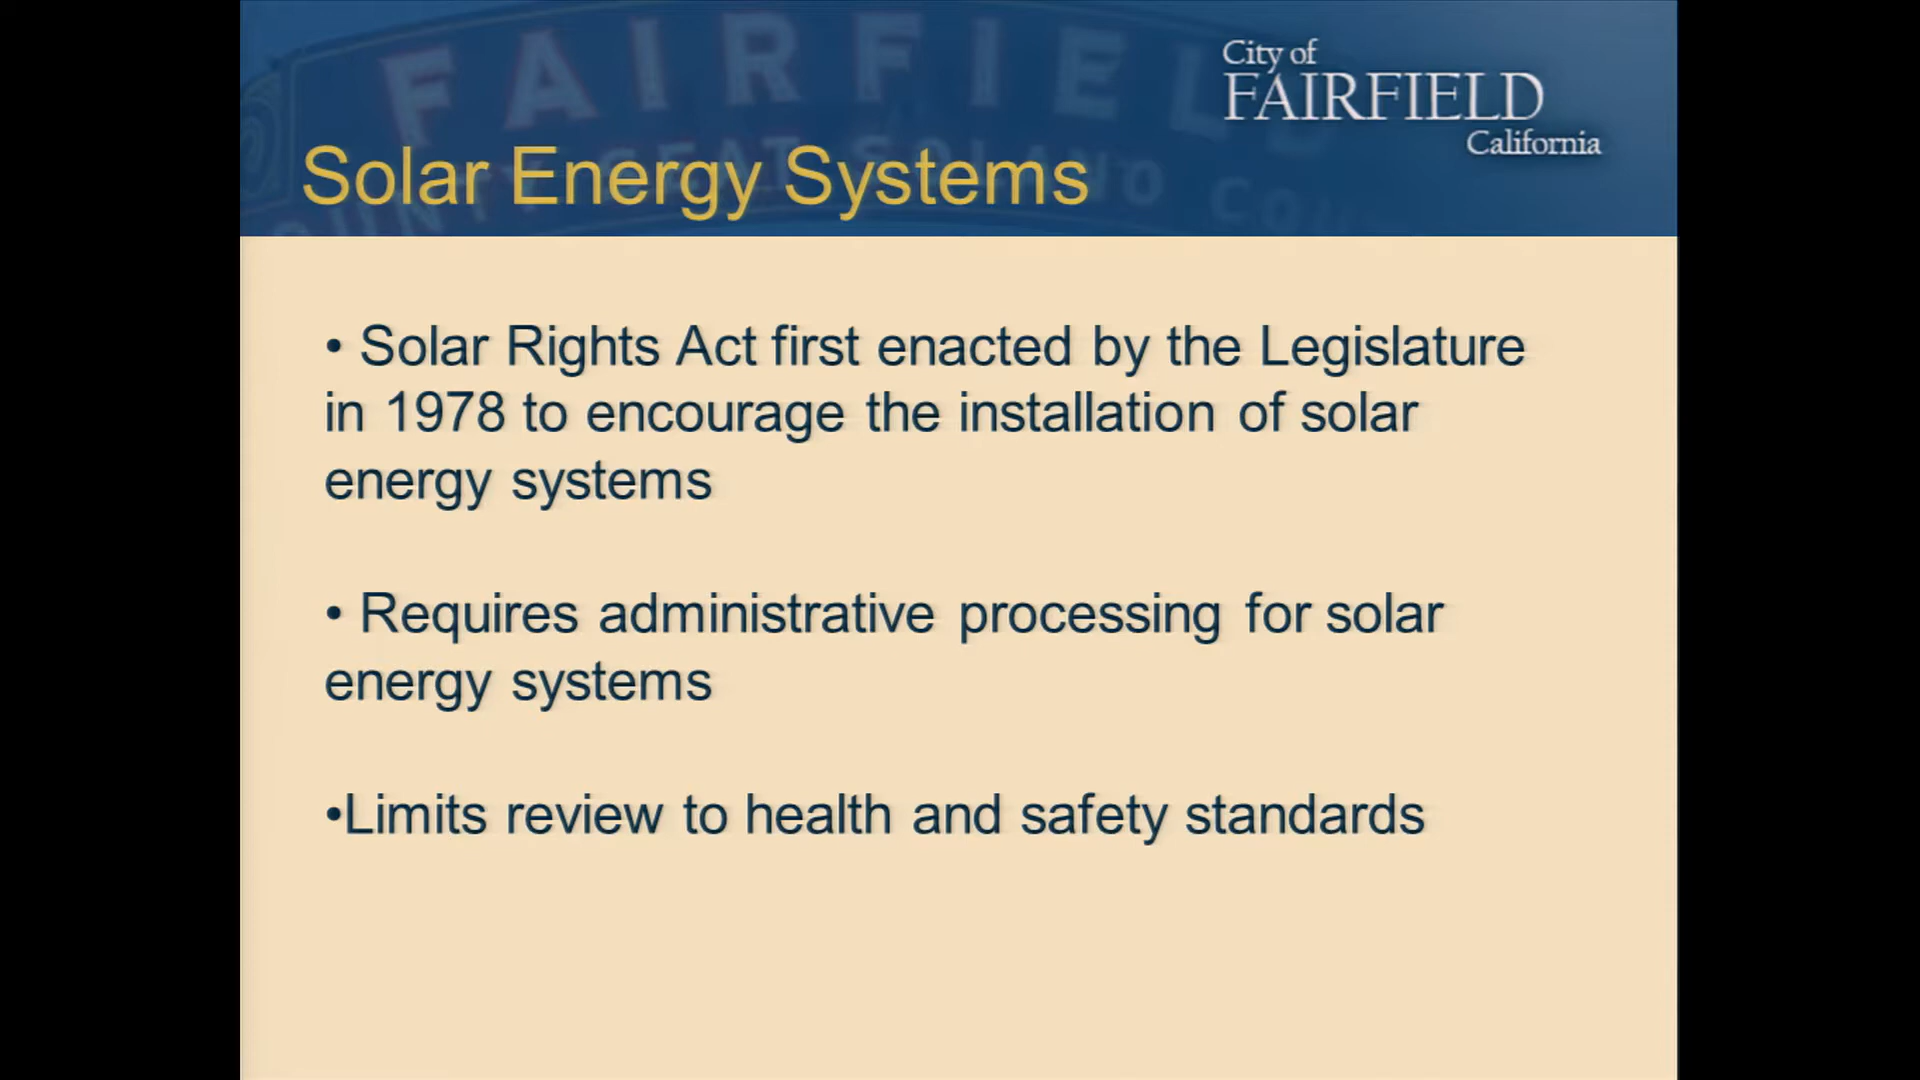 FAIRFIELD
City of
FAIRFIELD
California
Solar Energy Systems
• Solar Rights Act first enacted by the Legislature
in 1978 to encourage the installation of solar
energy systems
• Requires administrative processing for solar
energy systems
•Limits review to health and safety standards